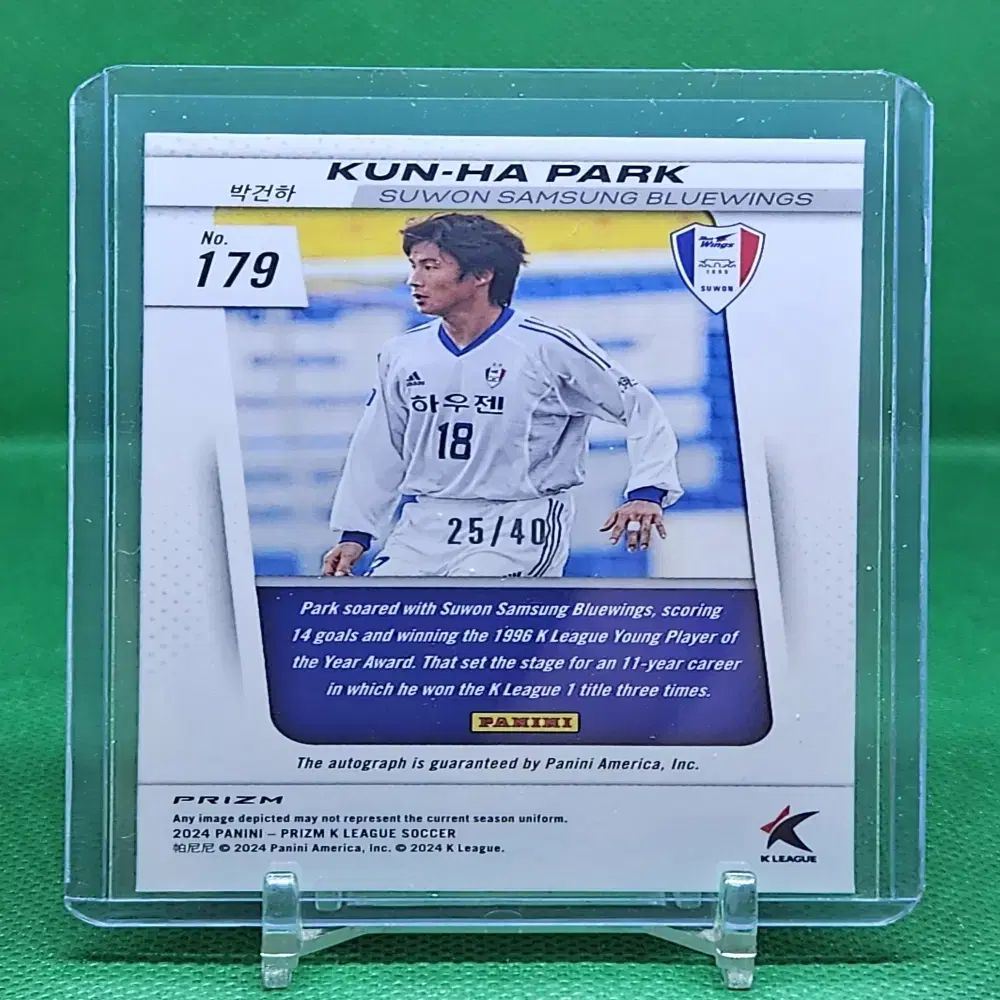 KUN-HA PARK
박건하
SUWON SAMSUNG BLUEWINGS
No.
179
Blue
Wings
1995
SUWON
adidas
하우젠
18
25/40
Park soared with Suwon Samsung Bluewings, scoring
14 goals and winning the 1996 K League Young Player of
the Year Award. That set the stage for an 11-year career
in which he won the K League 1 title three times.
PANINI
The autograph is guaranteed by Panini America, Inc.
PRIZM
Any image depicted may not represent the current season uniform.
2024 PANINI – PRIZM K LEAGUE SOCCER
帕尼尼 © 2024 Panini America, Inc. © 2024 K League.
K LEAGUE